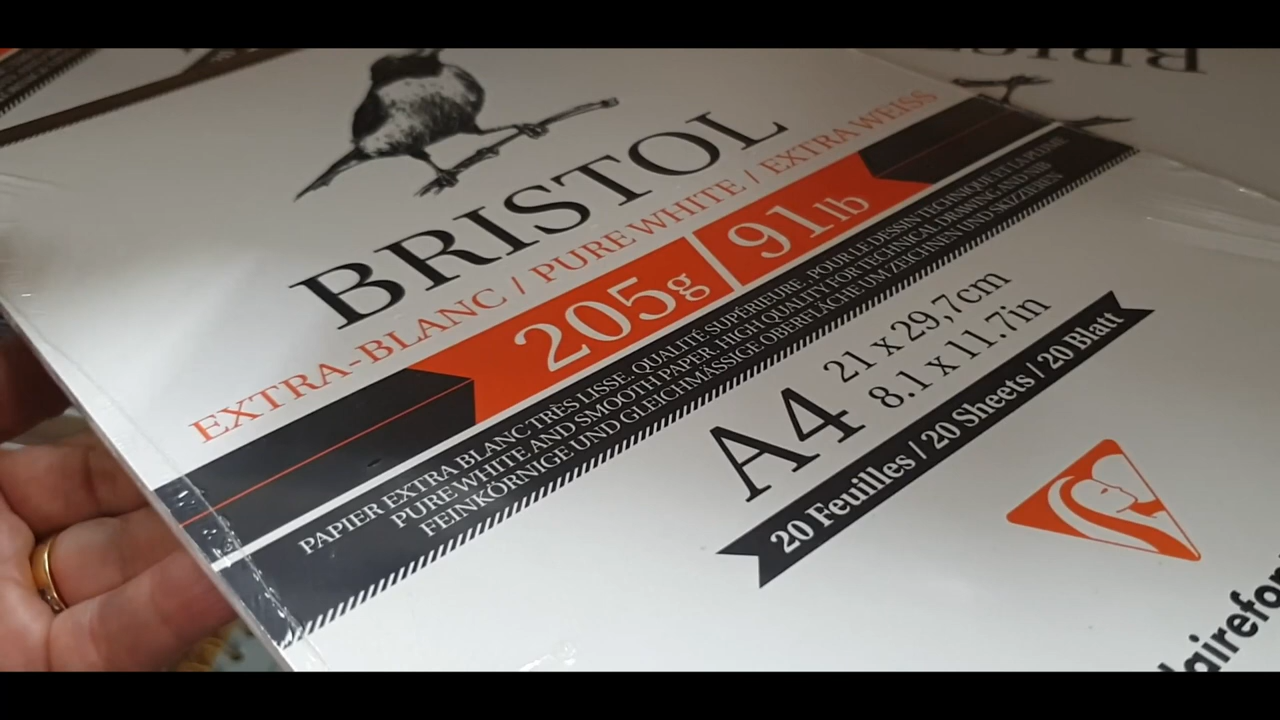 BRISTOL
EXTRA-BLANC / PURE WHITE / EXTRA WEISS
205g / 91lb
PAPIER EXTRA BLANC TRÈS LISSE. QUALITÉ SUPÉRIEURE, POUR LE DESSIN TECHNIQUE ET LA PLUME
PURE WHITE AND SMOOTH PAPER. HIGH QUALITY FOR TECHNICAL DRAWING AND NIB
FEINKÖRNIGE UND GLEICHMÄSSIGE OBERFLÄCHE UM ZEICHNEN UND SKIZZIEREN
A4 21 x 29,7cm
8.1 x 11.7in
20 Feuilles / 20 Sheets / 20 Blatt